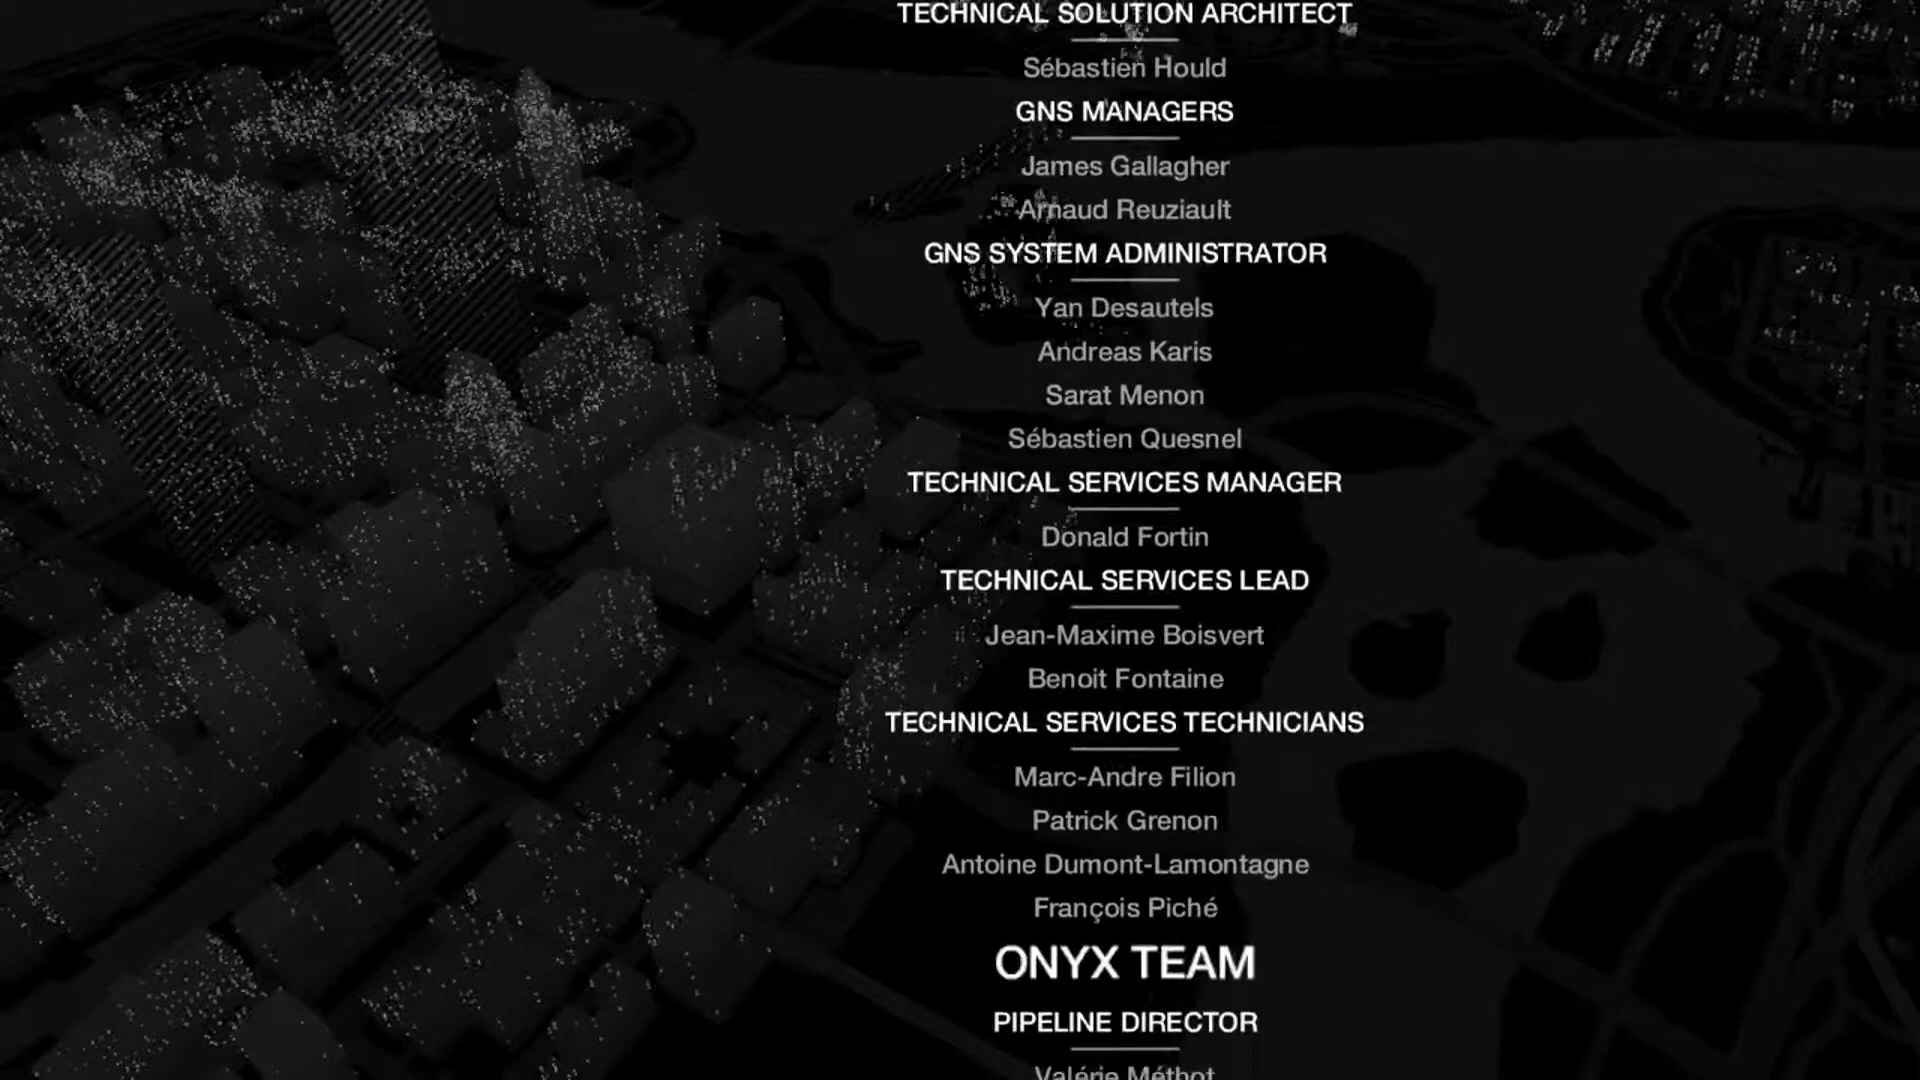 TECHNICAL SOLUTION ARCHITECT
Sébastien Hould
GNS MANAGERS
James Gallagher
Arnaud Reuziault
GNS SYSTEM ADMINISTRATOR
Yan Desautels
Andreas Karis
Sarat Menon
Sébastien Quesnel
TECHNICAL SERVICES MANAGER
Donald Fortin
TECHNICAL SERVICES LEAD
Jean-Maxime Boisvert
Benoit Fontaine
TECHNICAL SERVICES TECHNICIANS
Marc-Andre Filion
Patrick Grenon
Antoine Dumont-Lamontagne
François Piché
ONYX TEAM
PIPELINE DIRECTOR
Valérie Méthot